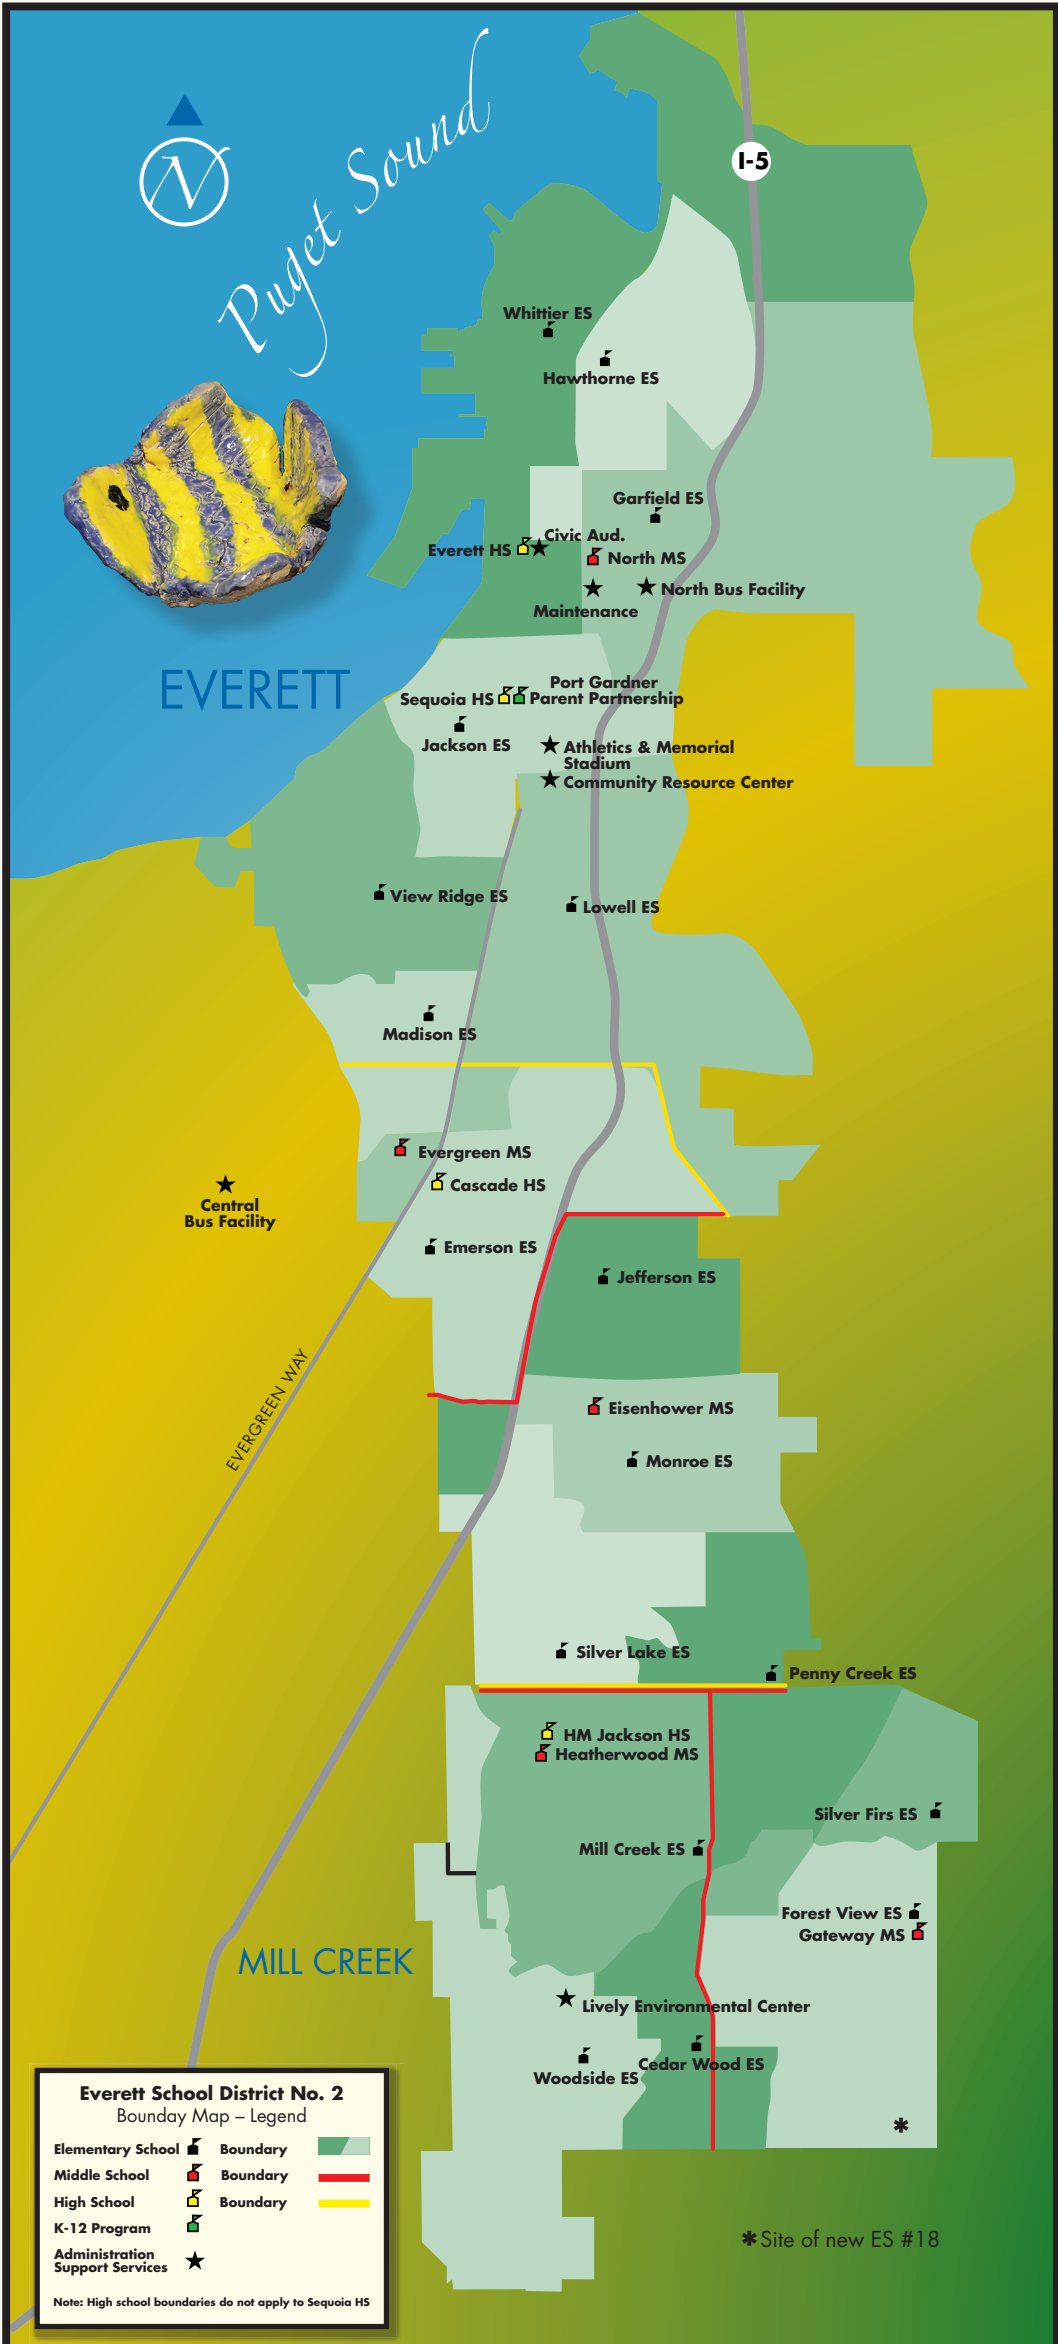 Puget Sound
N
I-5
Whittier ES
Hawthorne ES
Garfield ES
Civic Aud.
Everett HS
North MS
North Bus Facility
Maintenance
EVERETT
Port Gardner
Parent Partnership
Sequoia HS
Jackson ES
Athletics & Memorial
Stadium
Community Resource Center
View Ridge ES
Lowell ES
Madison ES
Evergreen MS
Cascade HS
Central
Bus Facility
Emerson ES
Jefferson ES
EVERGREEN WAY
Eisenhower MS
Monroe ES
Silver Lake ES
Penny Creek ES
HM Jackson HS
Heatherwood MS
Silver Firs ES
Mill Creek ES
Forest View ES
Gateway MS
MILL CREEK
Lively Environmental Center
Cedar Wood ES
Woodside ES
✱
✱ Site of new ES #18
Everett School District No. 2
Bounday Map – Legend
Elementary School Boundary
Middle School Boundary
High School Boundary
K-12 Program
Administration
Support Services
Note: High school boundaries do not apply to Sequoia HS